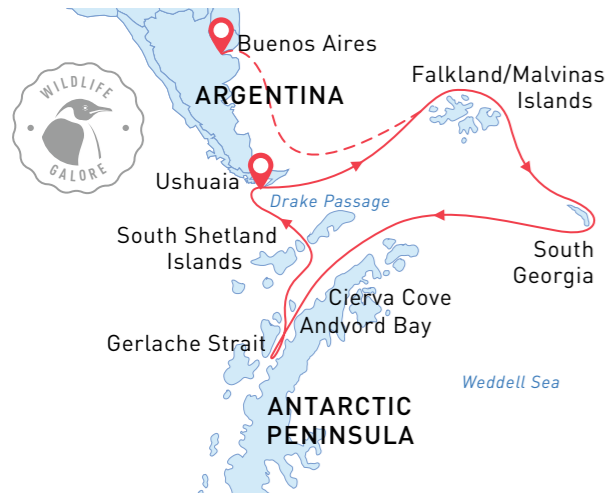 Buenos Aires
ARGENTINA
Falkland/Malvinas
Islands
WILDLIFE
GALORE
Ushuaia
Drake Passage
South Shetland
Islands
South
Georgia
Cierva Cove
Andvord Bay
Gerlache Strait
Weddell Sea
ANTARCTIC
PENINSULA